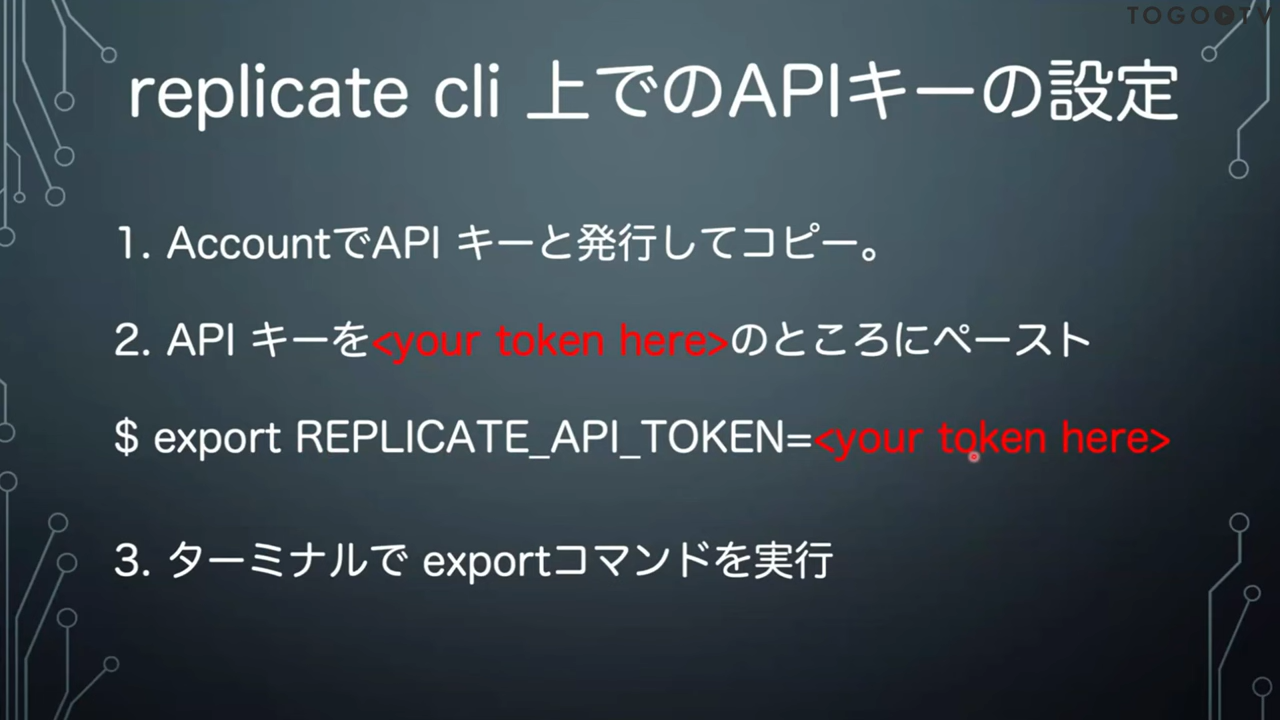 TOGOTV
replicate cli 上でのAPIキーの設定
1. AccountでAPI キーと発行してコピー。
2. API キーを<your token here>のところにペースト
$ export REPLICATE_API_TOKEN=<your token here>
3. ターミナルで exportコマンドを実行